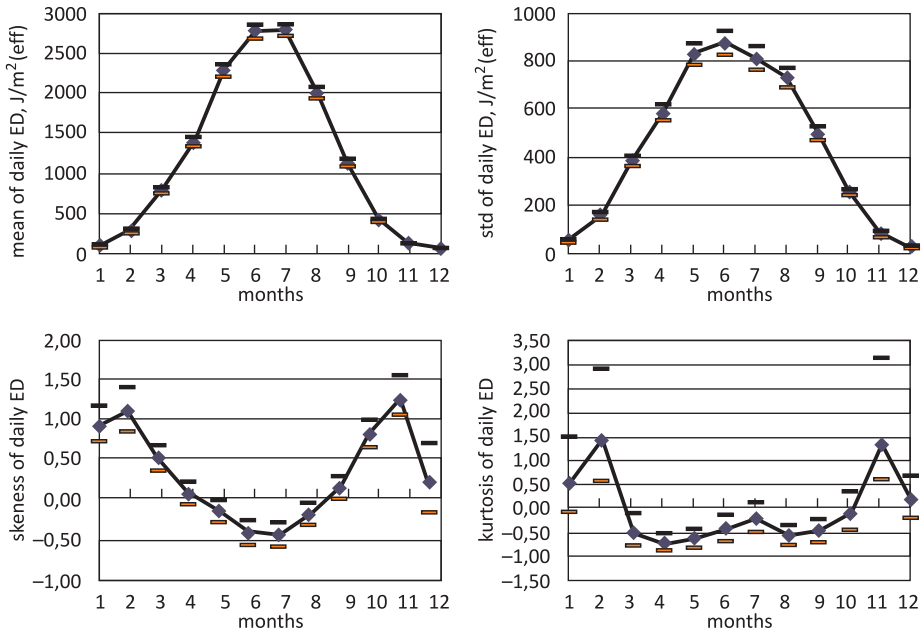 mean of daily ED, J/m² (eff)
3000
2500
2000
1500
1000
500
0
1 2 3 4 5 6 7 8 9 10 11 12
months
std of daily ED, J/m² (eff)
1000
800
600
400
200
0
1 2 3 4 5 6 7 8 9 10 11 12
months
skeness of daily ED
2,00
1,50
1,00
0,50
0,00
−0,50
−1,00
1 2 3 4 5 6 7 8 9 10 11 12
months
kurtosis of daily ED
3,50
3,00
2,50
2,00
1,50
1,00
0,50
0,00
−0,50
−1,00
−1,50
1 2 3 4 5 6 7 8 9 10 11 12
months